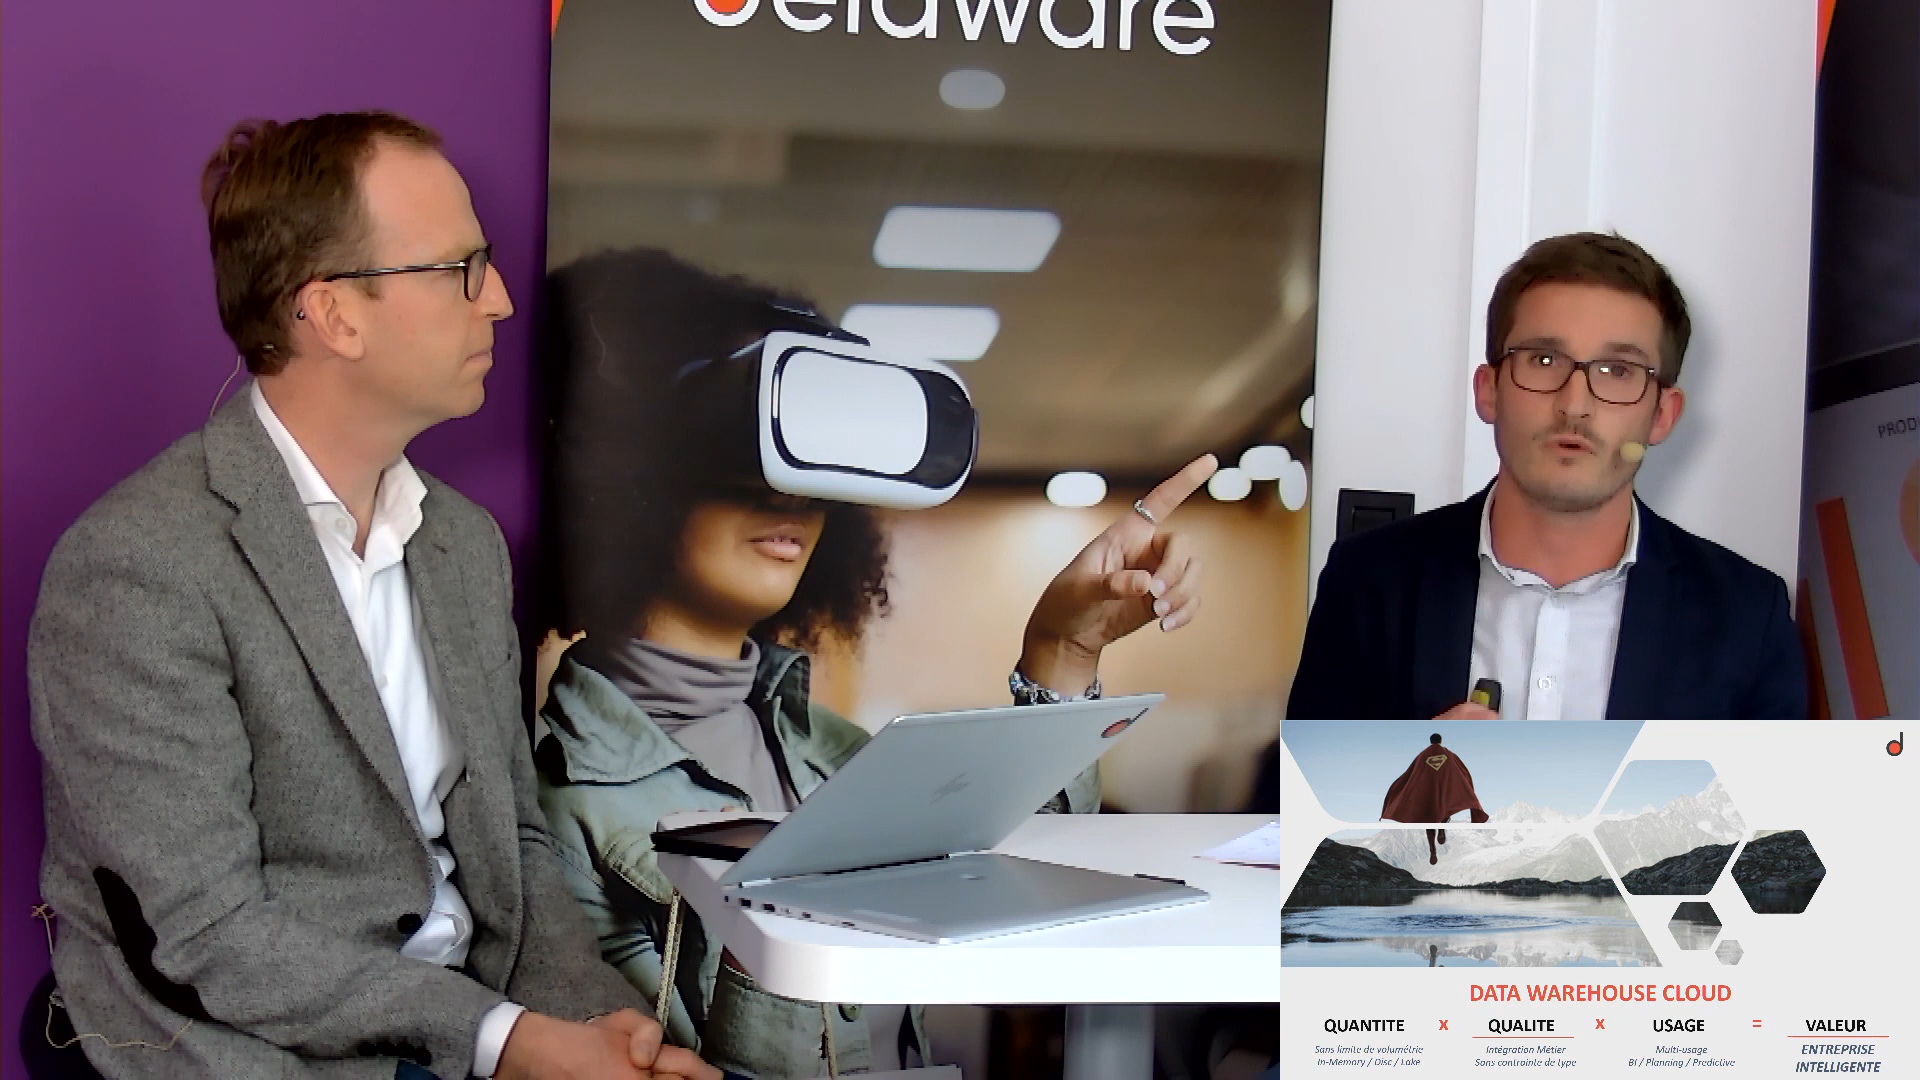 delaware
PROD
DATA WAREHOUSE CLOUD
QUANTITE x QUALITE x USAGE = VALEUR
Sans limite de volumétrie
In-Memory / Disc / Lake
Intégration Métier
Sans contrainte de type
Multi-usage
BI / Planning / Predictive
ENTREPRISE
INTELLIGENTE